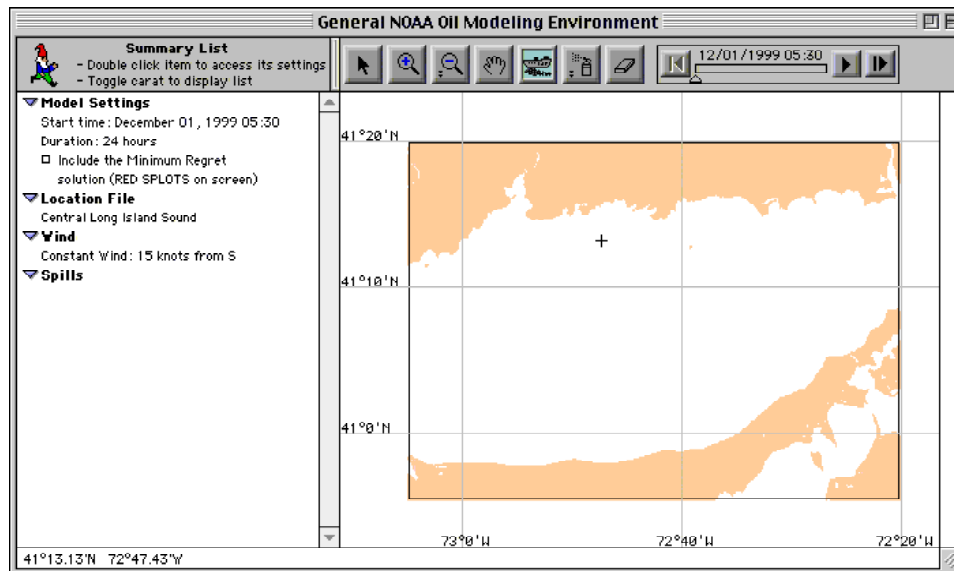 General NOAA Oil Modeling Environment
Summary List
- Double click item to access its settings
- Toggle carat to display list
12/01/1999 05:30
Model Settings
Start time: December 01, 1999 05:30
Duration: 24 hours
Include the Minimum Regret
solution (RED SPLOTS on screen)
Location File
Central Long Island Sound
Wind
Constant Wind: 15 knots from S
Spills
41°20'N
41°10'N
41°0'N
73°0'W
72°40'W
72°20'W
41°13.13'N 72°47.43'W